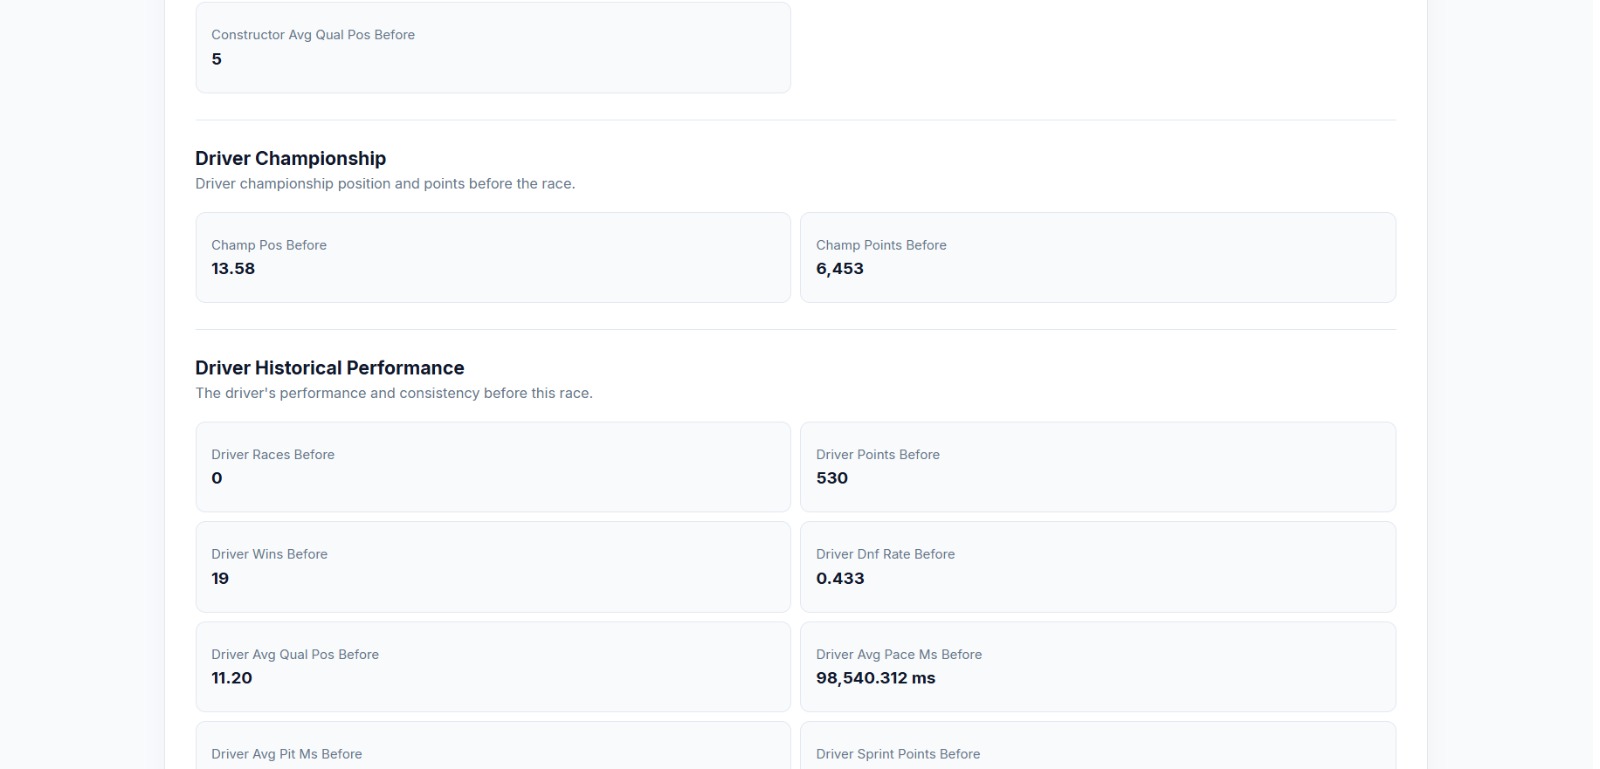 Constructor Avg Qual Pos Before
5
Driver Championship
Driver championship position and points before the race.
Champ Pos Before
13.58
Champ Points Before
6,453
Driver Historical Performance
The driver's performance and consistency before this race.
Driver Races Before
0
Driver Points Before
530
Driver Wins Before
19
Driver Dnf Rate Before
0.433
Driver Avg Qual Pos Before
11.20
Driver Avg Pace Ms Before
98,540.312 ms
Driver Avg Pit Ms Before
Driver Sprint Points Before